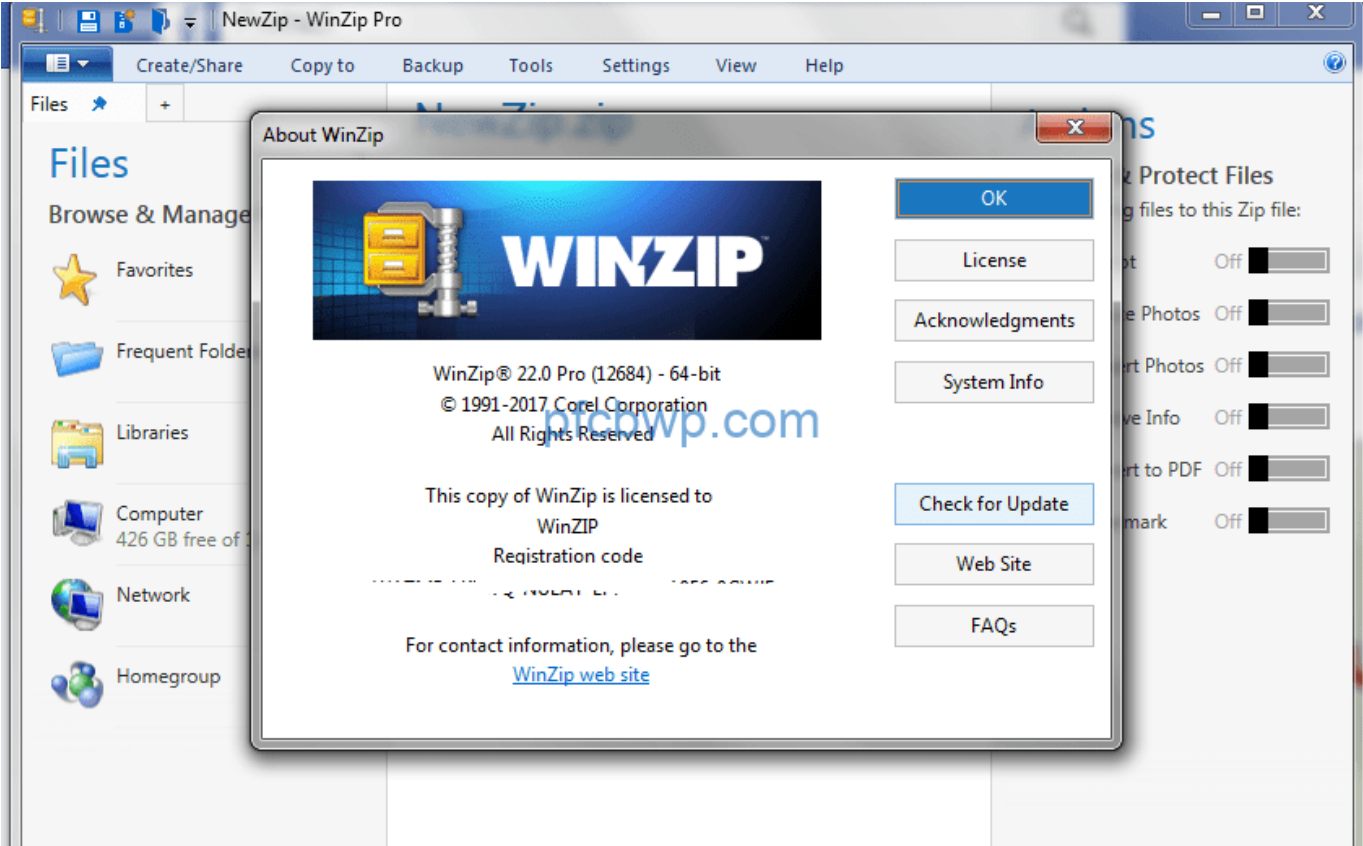 NewZip - WinZip Pro
Create/Share Copy to Backup Tools Settings View Help
Files +
NewZip.zip
About WinZip
Files
Browse & Manage
Favorites
Frequent Folde
Libraries
Computer
426 GB free of
Network
Homegroup
WINZIP
WinZip® 22.0 Pro (12684) - 64-bit
© 1991-2017 Corel Corporation
pfcbwp.com
All Rights Reserved
This copy of WinZip is licensed to
WinZIP
Registration code
For contact information, please go to the
WinZip web site
OK
License
Acknowledgments
System Info
Check for Update
Web Site
FAQs
Protect Files
files to this Zip file:
Off
Photos Off
Photos Off
Info Off
to PDF Off
mark Off